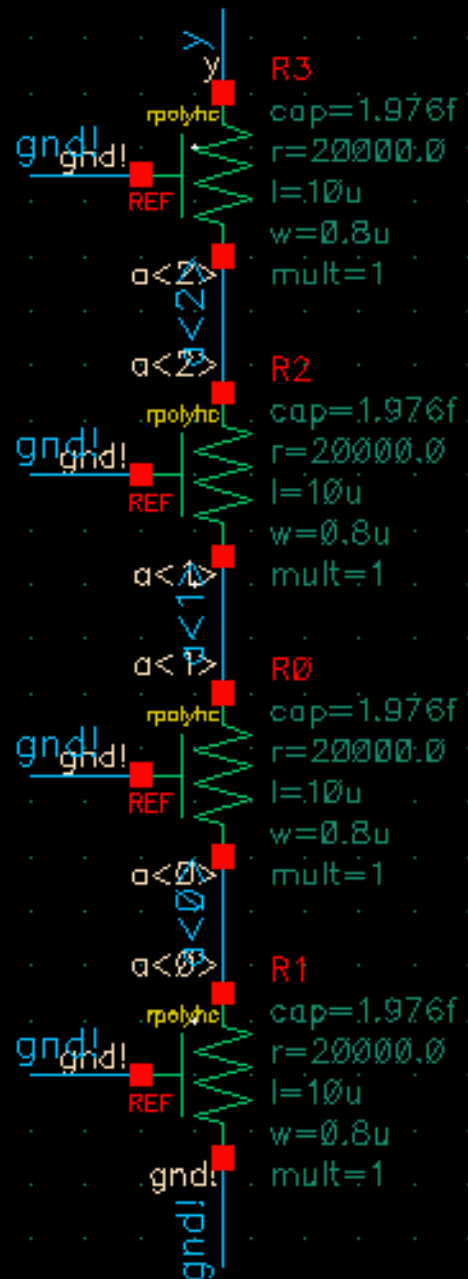 y
y
R3
rpolyhc
cap=1.976f
gnd!
gnd!
r=20000.0
REF
l=10u
w=0.8u
a<2>
mult=1
a<2>
a<2>
R2
rpolyhc
cap=1.976f
gnd!
gnd!
r=20000.0
REF
l=10u
w=0.8u
a<1>
mult=1
a<1>
a<1>
R0
rpolyhc
cap=1.976f
gnd!
gnd!
r=20000.0
REF
l=10u
w=0.8u
a<0>
mult=1
a<0>
a<0>
R1
rpolyhc
cap=1.976f
gnd!
gnd!
r=20000.0
REF
l=10u
w=0.8u
gnd!
mult=1
gnd!